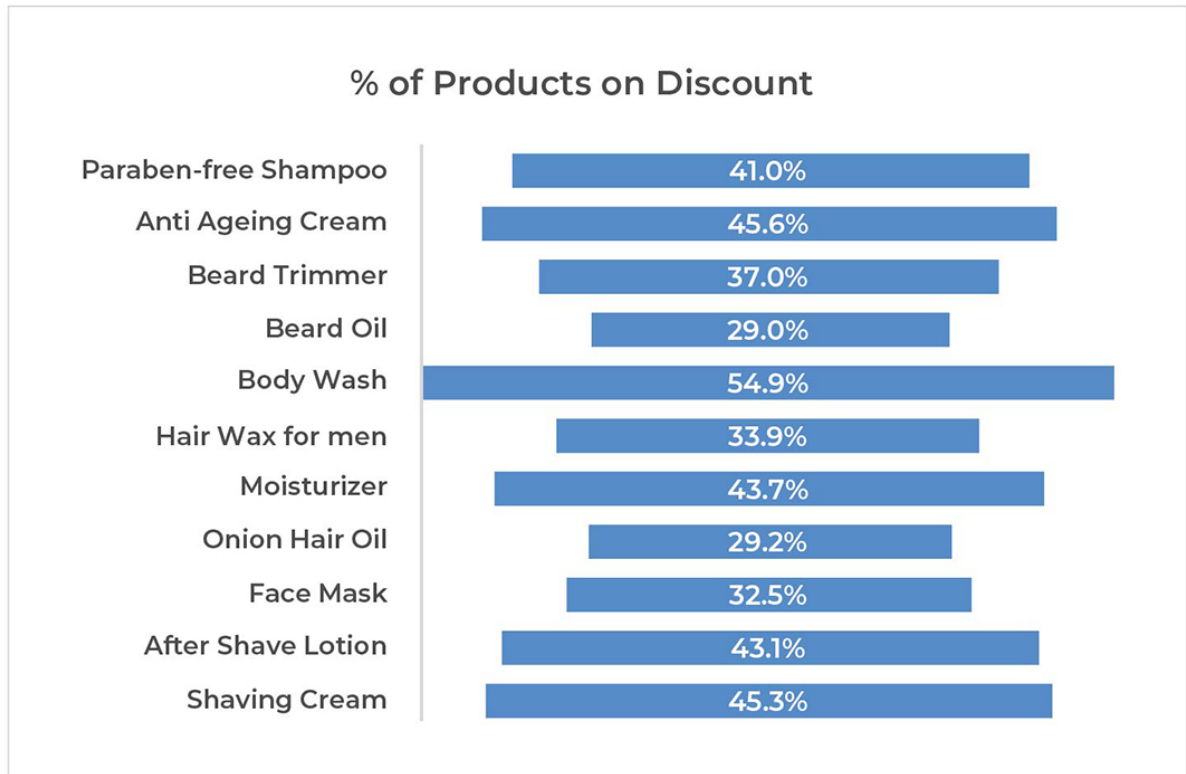 % of Products on Discount
Paraben-free Shampoo 41.0%
Anti Ageing Cream 45.6%
Beard Trimmer 37.0%
Beard Oil 29.0%
Body Wash 54.9%
Hair Wax for men 33.9%
Moisturizer 43.7%
Onion Hair Oil 29.2%
Face Mask 32.5%
After Shave Lotion 43.1%
Shaving Cream 45.3%